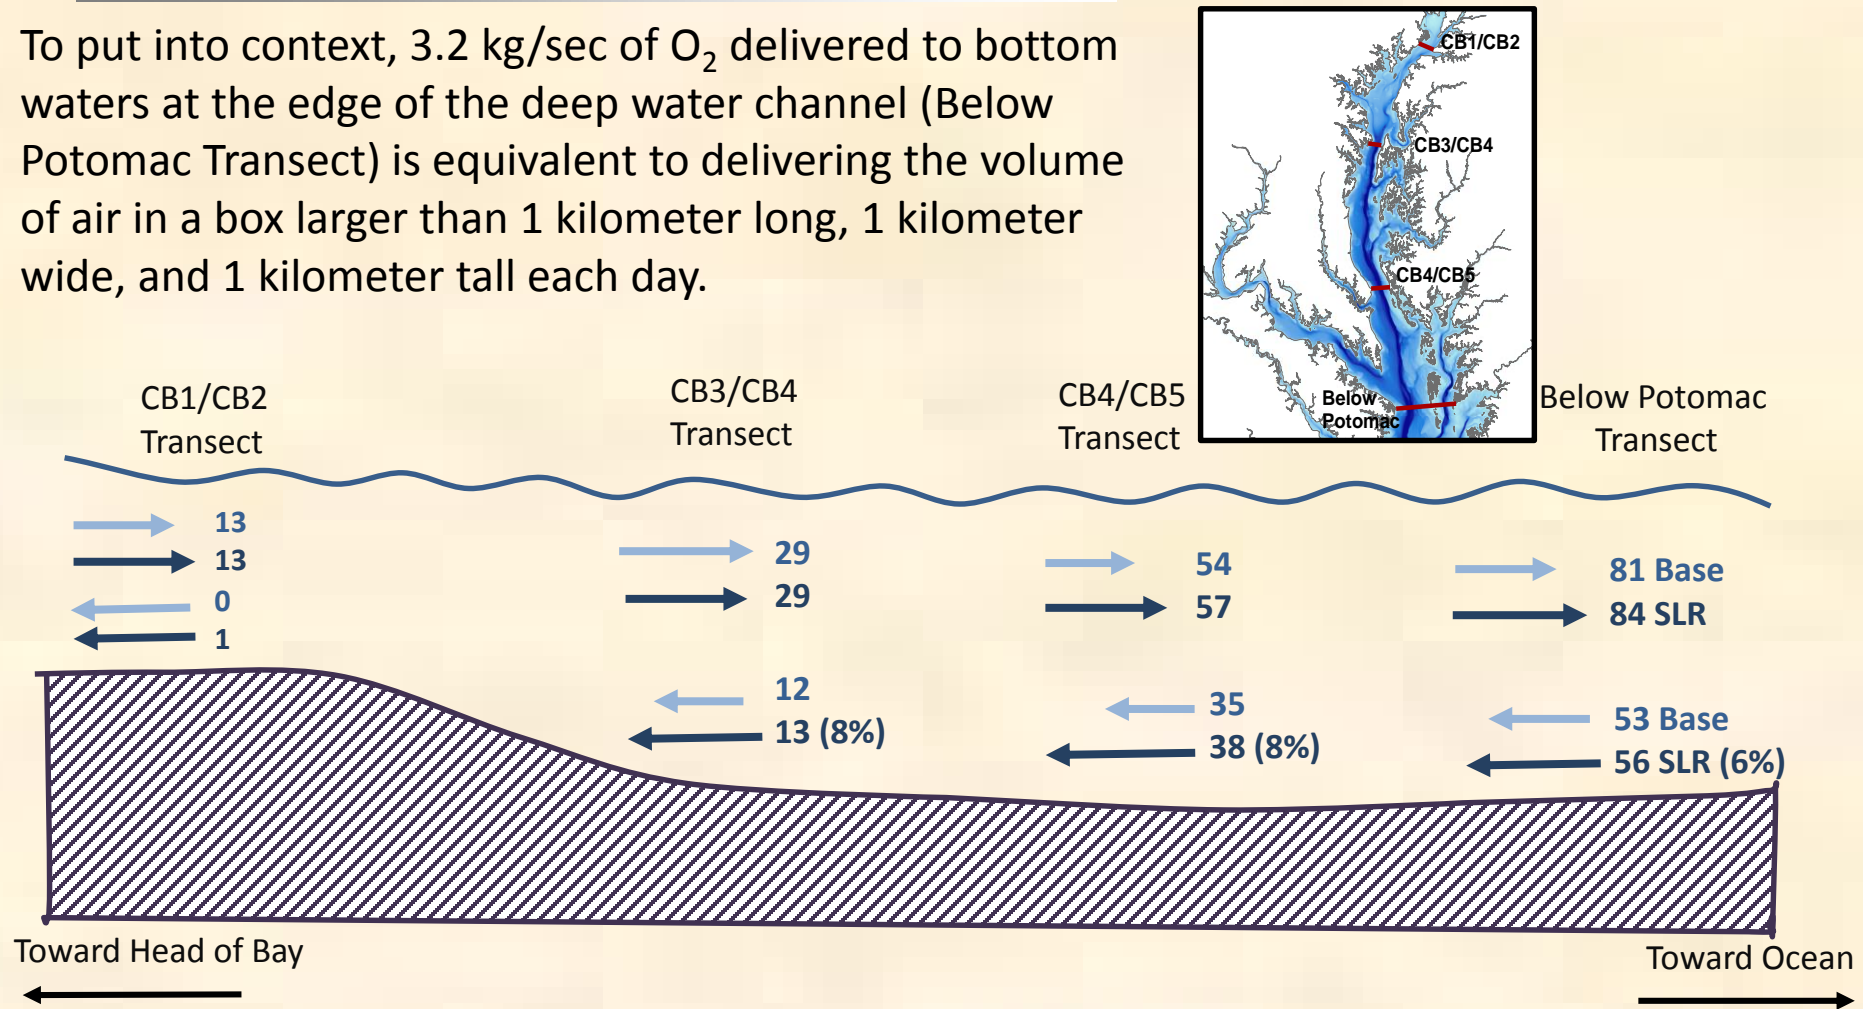 To put into context, 3.2 kg/sec of O₂ delivered to bottom
waters at the edge of the deep water channel (Below
Potomac Transect) is equivalent to delivering the volume
of air in a box larger than 1 kilometer long, 1 kilometer
wide, and 1 kilometer tall each day.
CB1/CB2
CB3/CB4
CB4/CB5
Below
Potomac
CB1/CB2
Transect
CB3/CB4
Transect
CB4/CB5
Transect
Below Potomac
Transect
13
13
0
1
29
29
12
13 (8%)
54
57
35
38 (8%)
81 Base
84 SLR
53 Base
56 SLR (6%)
Toward Head of Bay
Toward Ocean